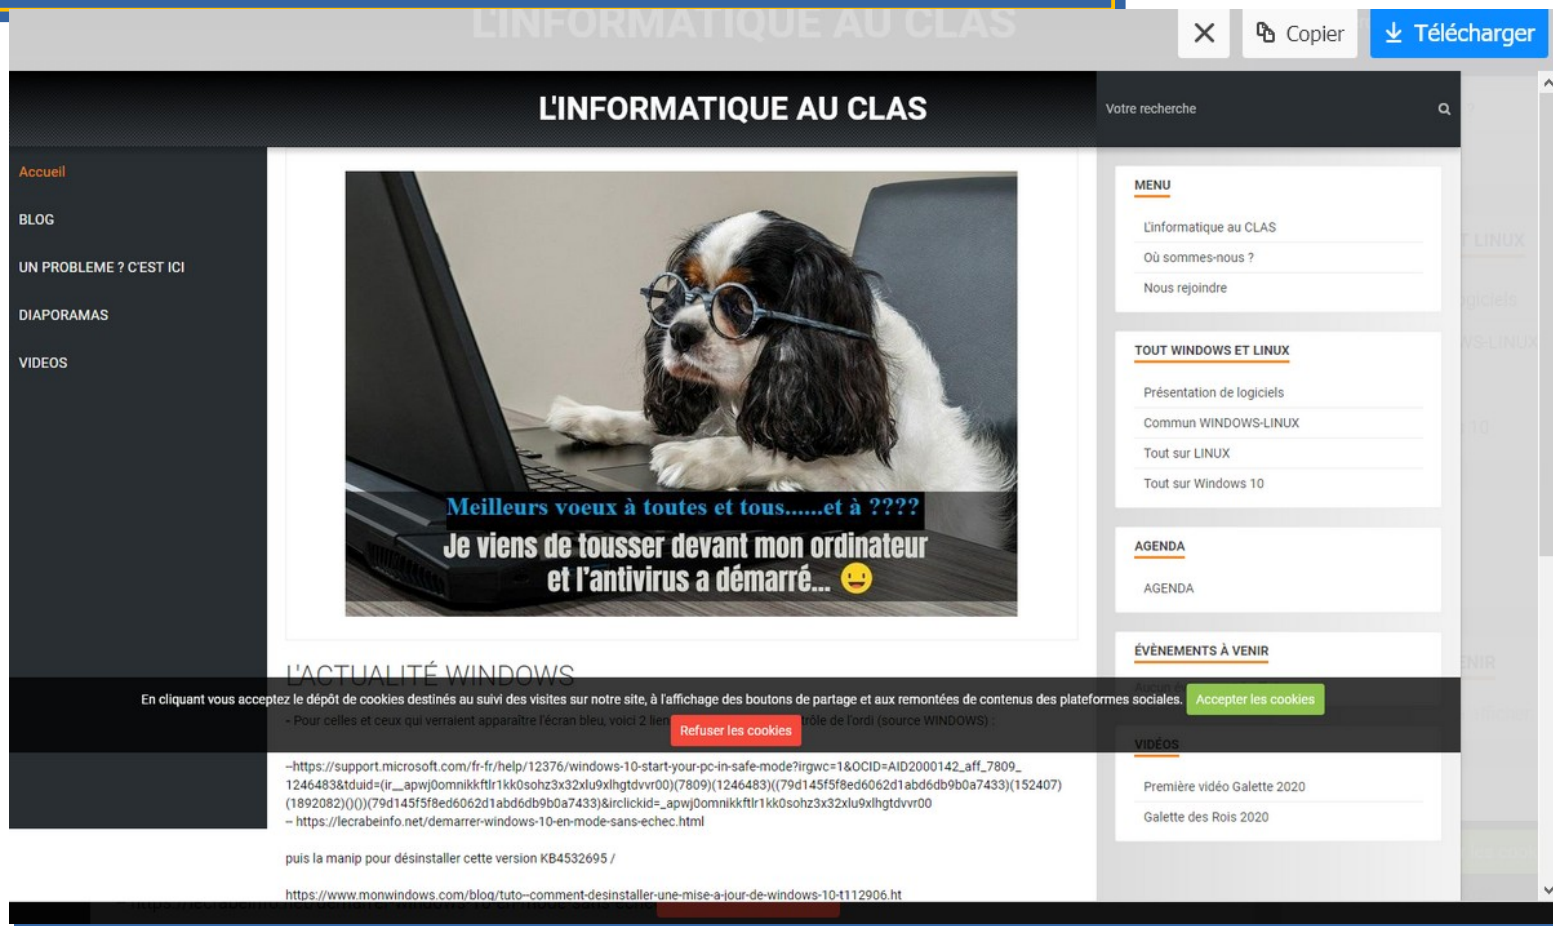 L'INFORMATIQUE AU CLAS
Copier
Télécharger
L'INFORMATIQUE AU CLAS
Votre recherche
Accueil
BLOG
UN PROBLEME ? C'EST ICI
DIAPORAMAS
VIDEOS
Meilleurs voeux à toutes et tous......et à ????
Je viens de tousser devant mon ordinateur
et l'antivirus a démarré...
L'ACTUALITÉ WINDOWS
En cliquant vous acceptez le dépôt de cookies destinés au suivi des visites sur notre site, à l'affichage des boutons de partage et aux remontées de contenus des plateformes sociales. Accepter les cookies
- Pour celles et ceux qui verraient apparaître l'écran bleu, voici 2 lien
trôle de l'ordi (source WINDOWS) :
Refuser les cookies
--https://support.microsoft.com/fr-fr/help/12376/windows-10-start-your-pc-in-safe-mode?irgwc=1&OCID=AID2000142_aff_7809_
1246483&tduid=(ir__apwj0omnikkftlr1kk0sohz3x32xlu9xlhgtdvvr00)(7809)(1246483)((79d145f5f8ed6062d1abd6db9b0a7433)(152407)
(1892082)()())(79d145f5f8ed6062d1abd6db9b0a7433)&irclickid=_apwj0omnikkftlr1kk0sohz3x32xlu9xlhgtdvvr00
-- https://lecrabeinfo.net/demarrer-windows-10-en-mode-sans-echec.html
puis la manip pour désinstaller cette version KB4532695 /
https://www.monwindows.com/blog/tuto--comment-desinstaller-une-mise-a-jour-de-windows-10-t112906.ht
MENU
L'informatique au CLAS
Où sommes-nous ?
Nous rejoindre
TOUT WINDOWS ET LINUX
Présentation de logiciels
Commun WINDOWS-LINUX
Tout sur LINUX
Tout sur Windows 10
AGENDA
AGENDA
ÉVÈNEMENTS À VENIR
VIDÉOS
Première vidéo Galette 2020
Galette des Rois 2020